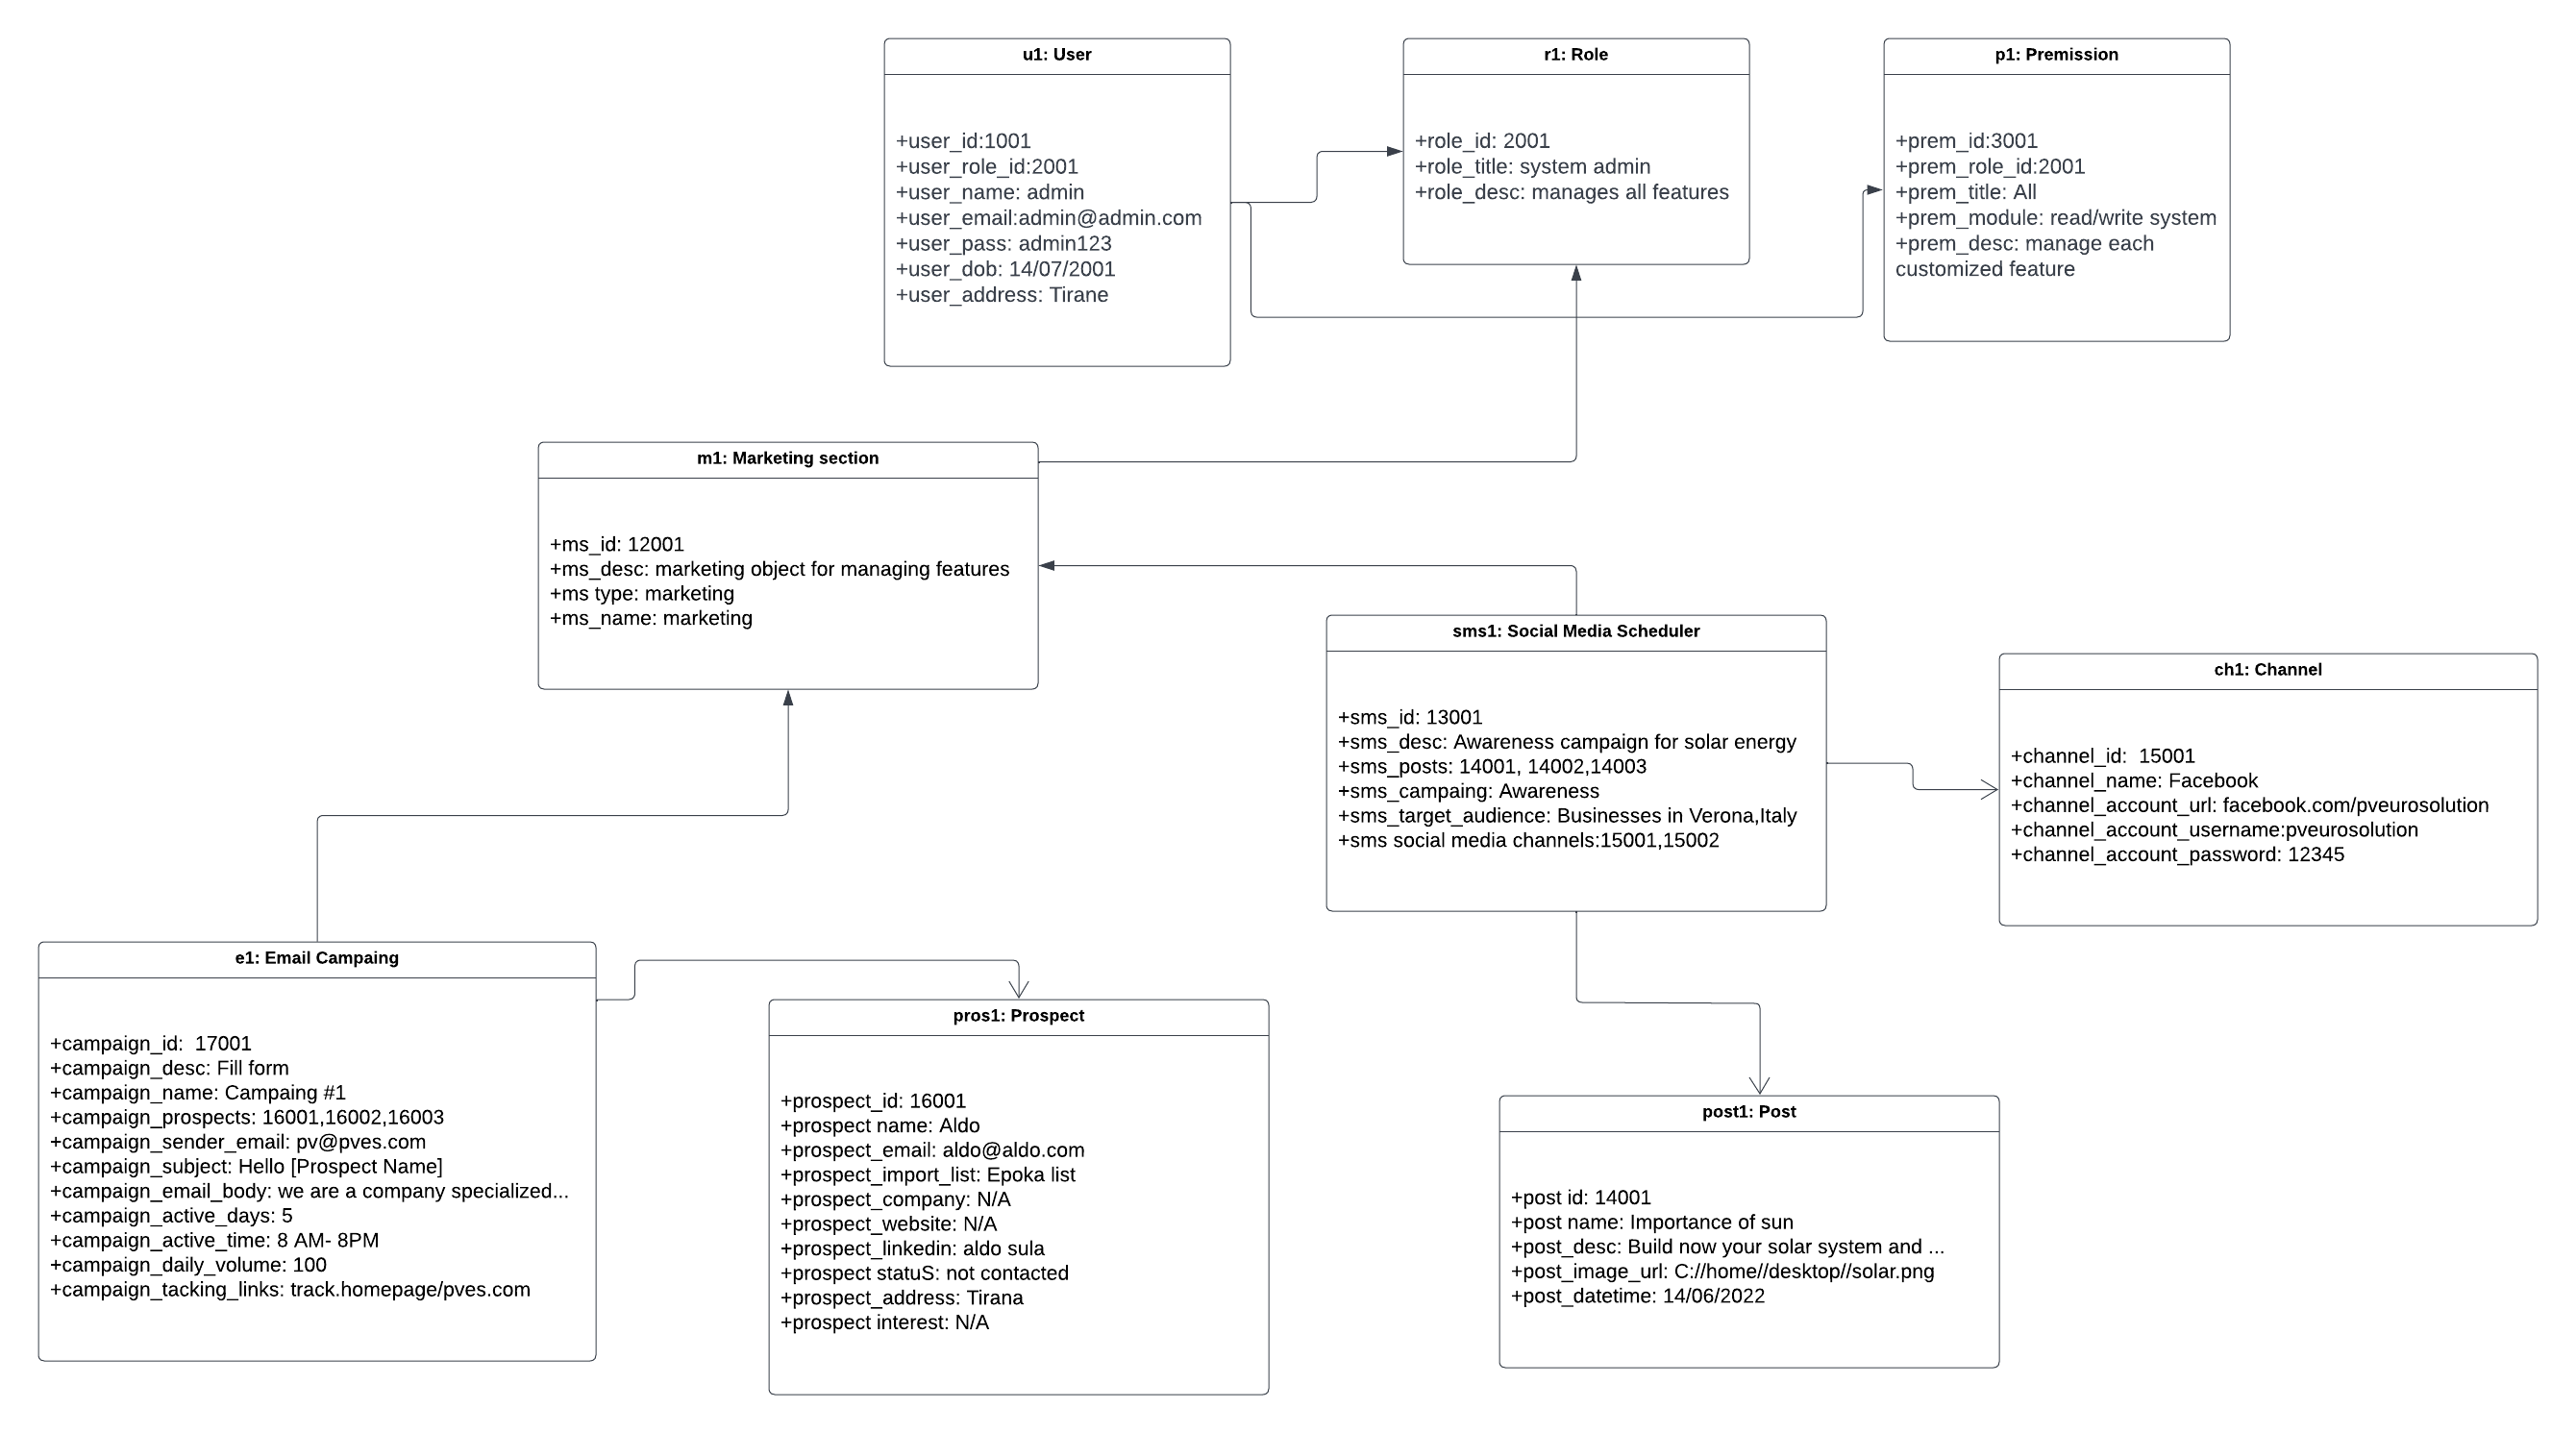 u1: User
+user_id:1001
+user_role_id:2001
+user_name: admin
+user_email:admin@admin.com
+user_pass: admin123
+user_dob: 14/07/2001
+user_address: Tirane
r1: Role
+role_id: 2001
+role_title: system admin
+role_desc: manages all features
p1: Premission
+prem_id:3001
+prem_role_id:2001
+prem_title: All
+prem_module: read/write system
+prem_desc: manage each
customized feature
m1: Marketing section
+ms_id: 12001
+ms_desc: marketing object for managing features
+ms type: marketing
+ms_name: marketing
sms1: Social Media Scheduler
+sms_id: 13001
+sms_desc: Awareness campaign for solar energy
+sms_posts: 14001, 14002,14003
+sms_campaing: Awareness
+sms_target_audience: Businesses in Verona,Italy
+sms social media channels:15001,15002
ch1: Channel
+channel_id:  15001
+channel_name: Facebook
+channel_account_url: facebook.com/pveurosolution
+channel_account_username:pveurosolution
+channel_account_password: 12345
e1: Email Campaing
+campaign_id:  17001
+campaign_desc: Fill form
+campaign_name: Campaing #1
+campaign_prospects: 16001,16002,16003
+campaign_sender_email: pv@pves.com
+campaign_subject: Hello [Prospect Name]
+campaign_email_body: we are a company specialized...
+campaign_active_days: 5
+campaign_active_time: 8 AM- 8PM
+campaign_daily_volume: 100
+campaign_tacking_links: track.homepage/pves.com
pros1: Prospect
+prospect_id: 16001
+prospect name: Aldo
+prospect_email: aldo@aldo.com
+prospect_import_list: Epoka list
+prospect_company: N/A
+prospect_website: N/A
+prospect_linkedin: aldo sula
+prospect statuS: not contacted
+prospect_address: Tirana
+prospect interest: N/A
post1: Post
+post id: 14001
+post name: Importance of sun
+post_desc: Build now your solar system and ...
+post_image_url: C://home//desktop//solar.png
+post_datetime: 14/06/2022